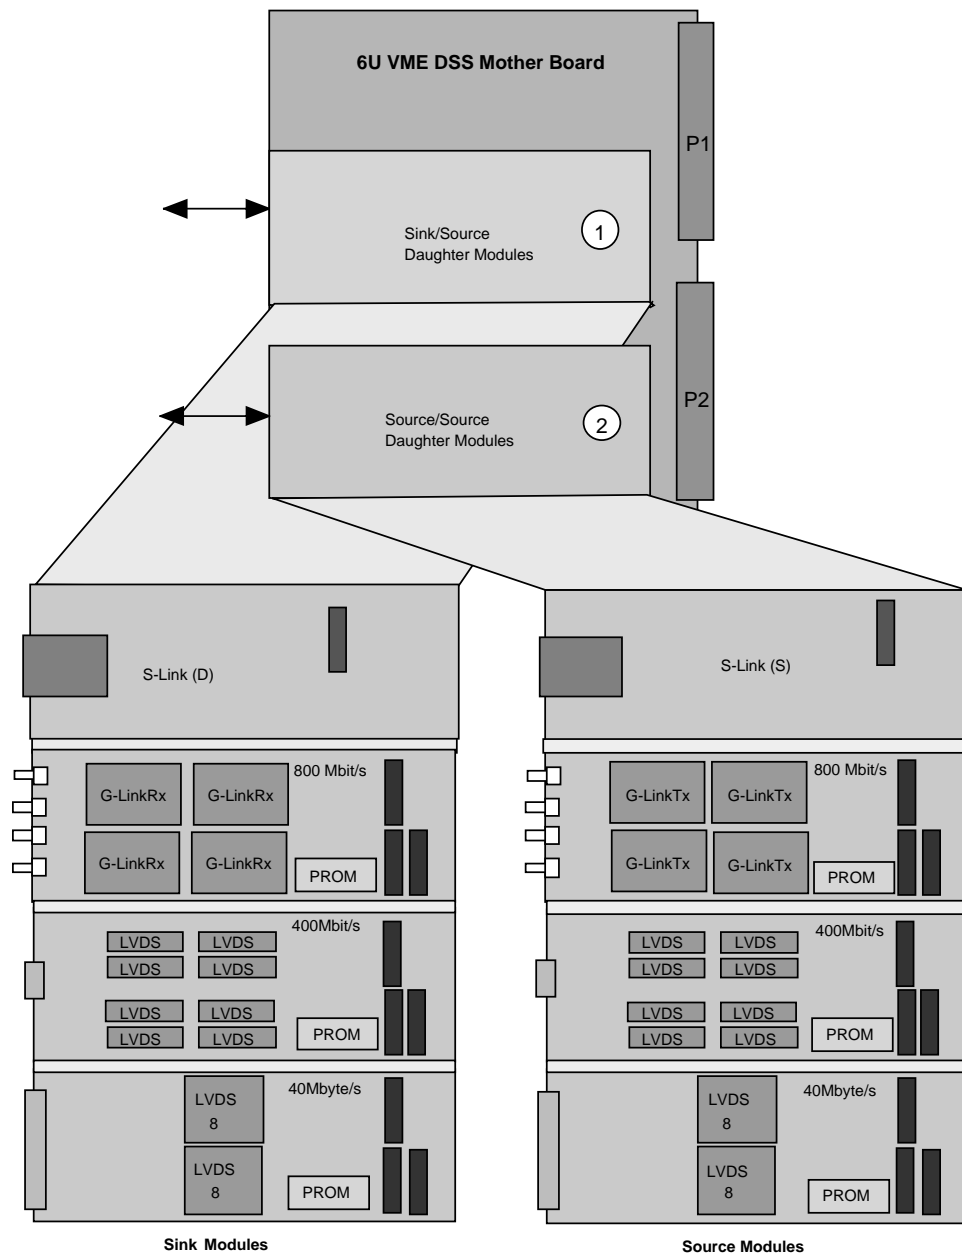 6U VME DSS Mother Board
P1
Sink/Source
Daughter Modules
1
P2
Source/Source
Daughter Modules
2
S-Link (D)
800 Mbit/s
G-LinkRx
G-LinkRx
G-LinkRx
G-LinkRx
PROM
400Mbit/s
LVDS
LVDS
LVDS
LVDS
LVDS
LVDS
LVDS
LVDS
PROM
40Mbyte/s
LVDS
8
LVDS
8
PROM
Sink Modules
S-Link (S)
800 Mbit/s
G-LinkTx
G-LinkTx
G-LinkTx
G-LinkTx
PROM
400Mbit/s
LVDS
LVDS
LVDS
LVDS
LVDS
LVDS
LVDS
LVDS
PROM
40Mbyte/s
LVDS
8
LVDS
8
PROM
Source Modules